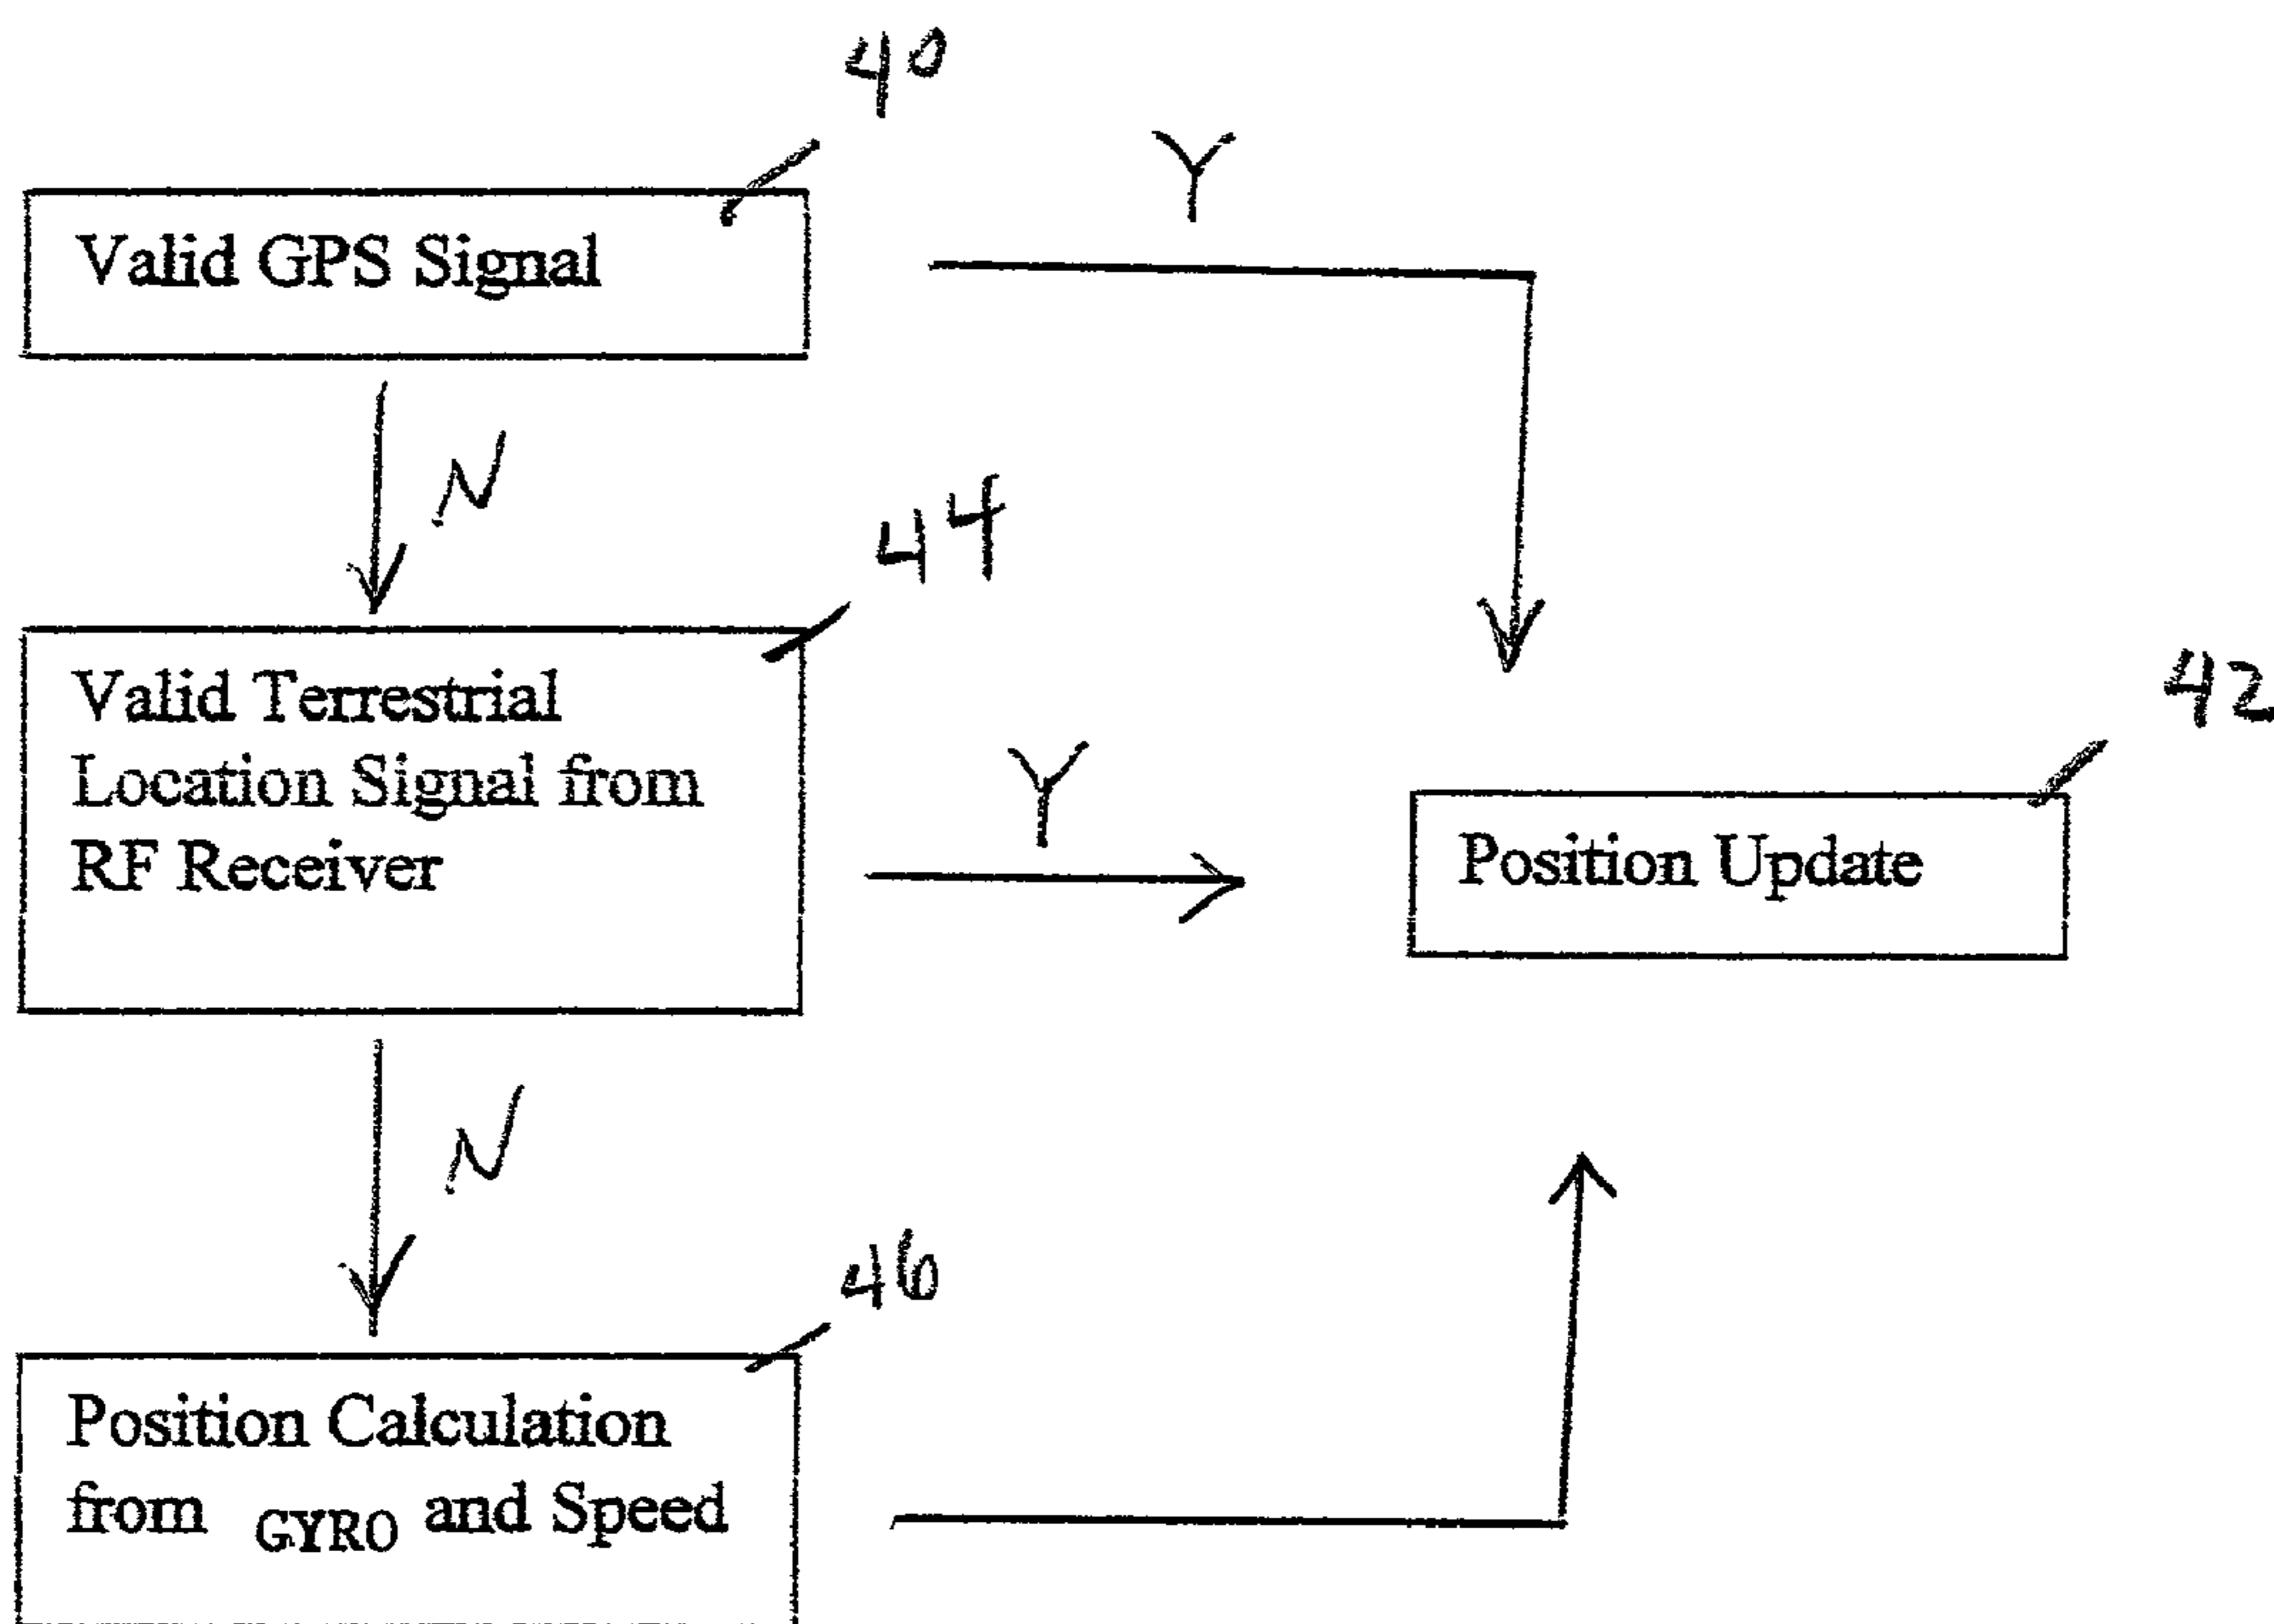 40
Y
Valid GPS Signal
N
44
Valid Terrestrial
Location Signal from
RF Receiver
Y
42
Position Update
N
46
Position Calculation
from GYRO and Speed